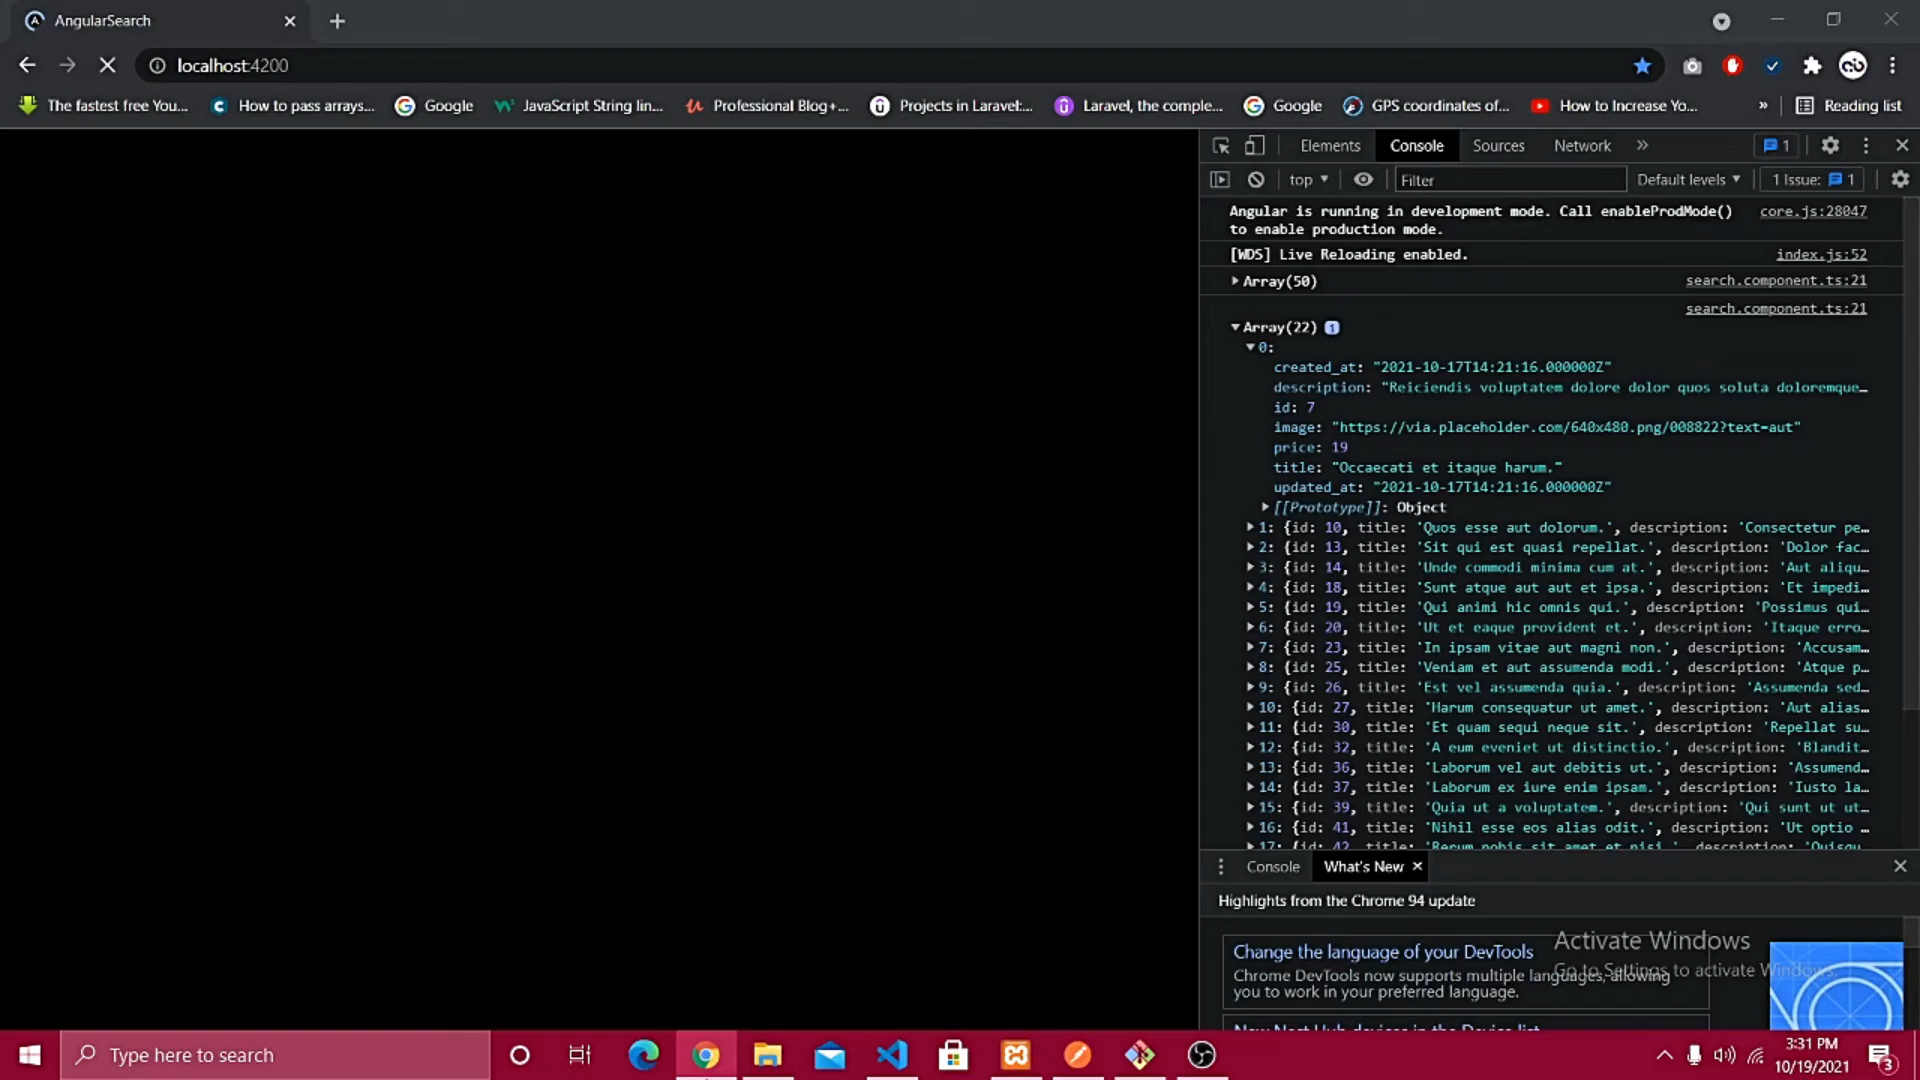 AngularSearch
localhost:4200
The fastest free You...
How to pass arrays...
Google
JavaScript String lin...
Professional Blog+...
Projects in Laravel:...
Laravel, the comple...
Google
GPS coordinates of...
How to Increase Yo...
»
Reading list
Elements
Console
Sources
Network
»
1
top
Filter
Default levels
1 Issue:
1
Angular is running in development mode. Call enableProdMode() core.js:28047
to enable production mode.
[WDS] Live Reloading enabled. index.js:52
Array(50) search.component.ts:21
search.component.ts:21
Array(22)
0:
created_at: "2021-10-17T14:21:16.000000Z"
description: "Reiciendis voluptatem dolore dolor quos soluta doloremque…
id: 7
image: "https://via.placeholder.com/640x480.png/008822?text=aut"
price: 19
title: "Occaecati et itaque harum."
updated_at: "2021-10-17T14:21:16.000000Z"
[[Prototype]]: Object
1: {id: 10, title: 'Quos esse aut dolorum.', description: 'Consectetur pe…
2: {id: 13, title: 'Sit qui est quasi repellat.', description: 'Dolor fac…
3: {id: 14, title: 'Unde commodi minima cum at.', description: 'Aut aliqu…
4: {id: 18, title: 'Sunt atque aut aut et ipsa.', description: 'Et impedi…
5: {id: 19, title: 'Qui animi hic omnis qui.', description: 'Possimus qui…
6: {id: 20, title: 'Ut et eaque provident et.', description: 'Itaque erro…
7: {id: 23, title: 'In ipsam vitae aut magni non.', description: 'Accusam…
8: {id: 25, title: 'Veniam et aut assumenda modi.', description: 'Atque p…
9: {id: 26, title: 'Est vel assumenda quia.', description: 'Assumenda sed…
10: {id: 27, title: 'Harum consequatur ut amet.', description: 'Aut alias…
11: {id: 30, title: 'Et quam sequi neque sit.', description: 'Repellat su…
12: {id: 32, title: 'A eum eveniet ut distinctio.', description: 'Blandit…
13: {id: 36, title: 'Laborum vel aut debitis ut.', description: 'Assumend…
14: {id: 37, title: 'Laborum ex iure enim ipsam.', description: 'Iusto la…
15: {id: 39, title: 'Quia ut a voluptatem.', description: 'Qui sunt ut ut…
16: {id: 41, title: 'Nihil esse eos alias odit.', description: 'Ut optio …
17: {id: 42, title: 'Rerum nobis sit amet et nisi.', description: 'Quisqu…
Console
What's New
Highlights from the Chrome 94 update
Change the language of your DevTools
Chrome DevTools now supports multiple languages, allowing
you to work in your preferred language.
Activate Windows
Go to Settings to activate Windows.
Type here to search
3:31 PM
10/19/2021
3